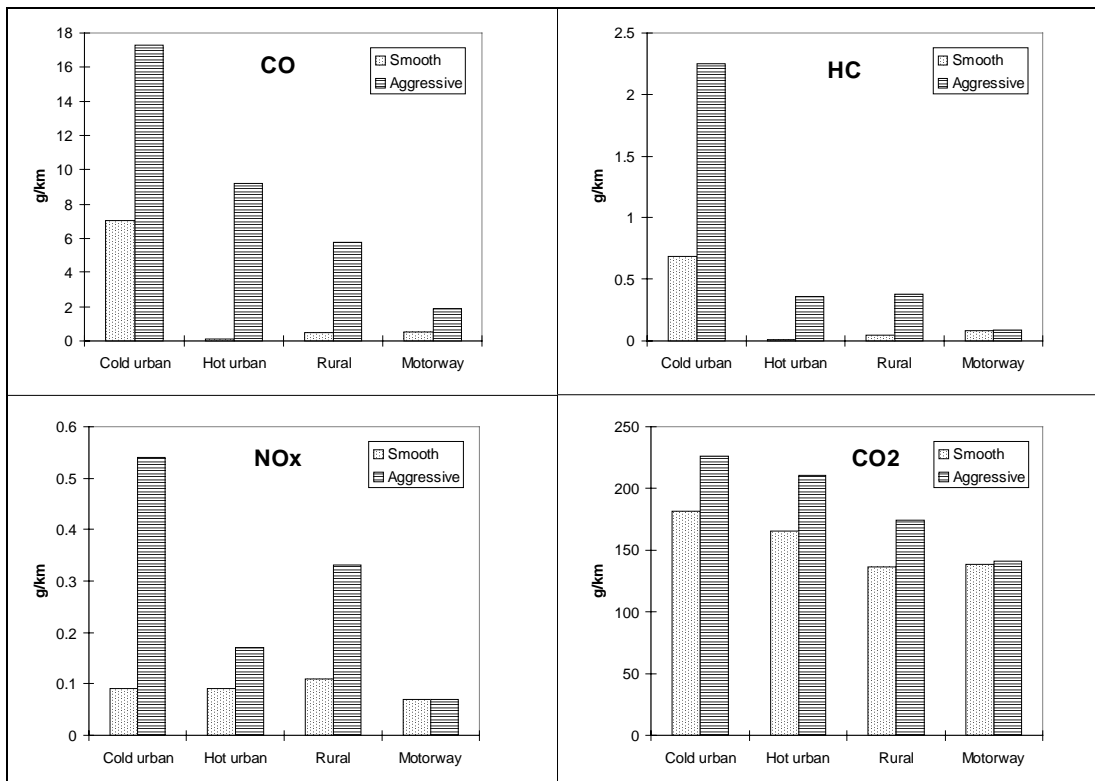 CO
Smooth
Aggressive
g/km
18
16
14
12
10
8
6
4
2
0
Cold urban Hot urban Rural Motorway
HC
Smooth
Aggressive
g/km
2.5
2
1.5
1
0.5
0
Cold urban Hot urban Rural Motorway
NOx
Smooth
Aggressive
g/km
0.6
0.5
0.4
0.3
0.2
0.1
0
Cold urban Hot urban Rural Motorway
CO2
Smooth
Aggressive
g/km
250
200
150
100
50
0
Cold urban Hot urban Rural Motorway